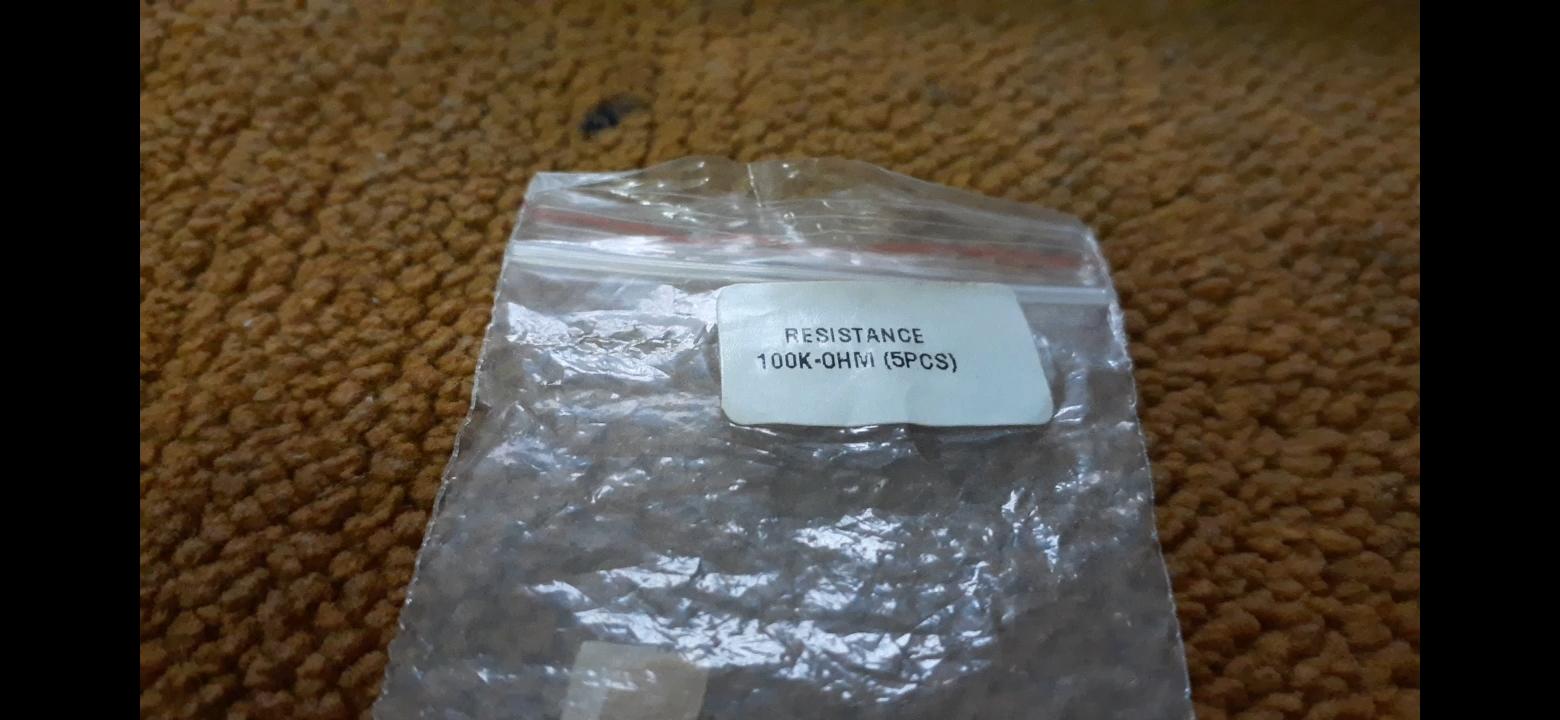 RESISTANCE
100K-OHM (5PCS)